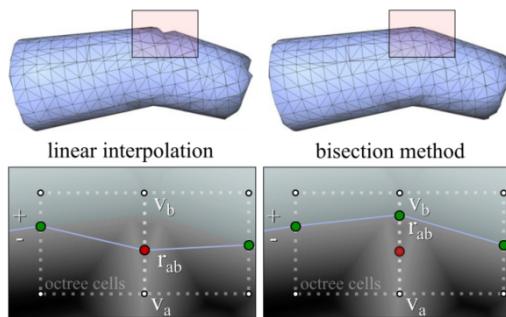 linear interpolation
bisection method
v_b
+
-
r_ab
octree cells
v_a
v_b
+
-
r_ab
octree cells
v_a